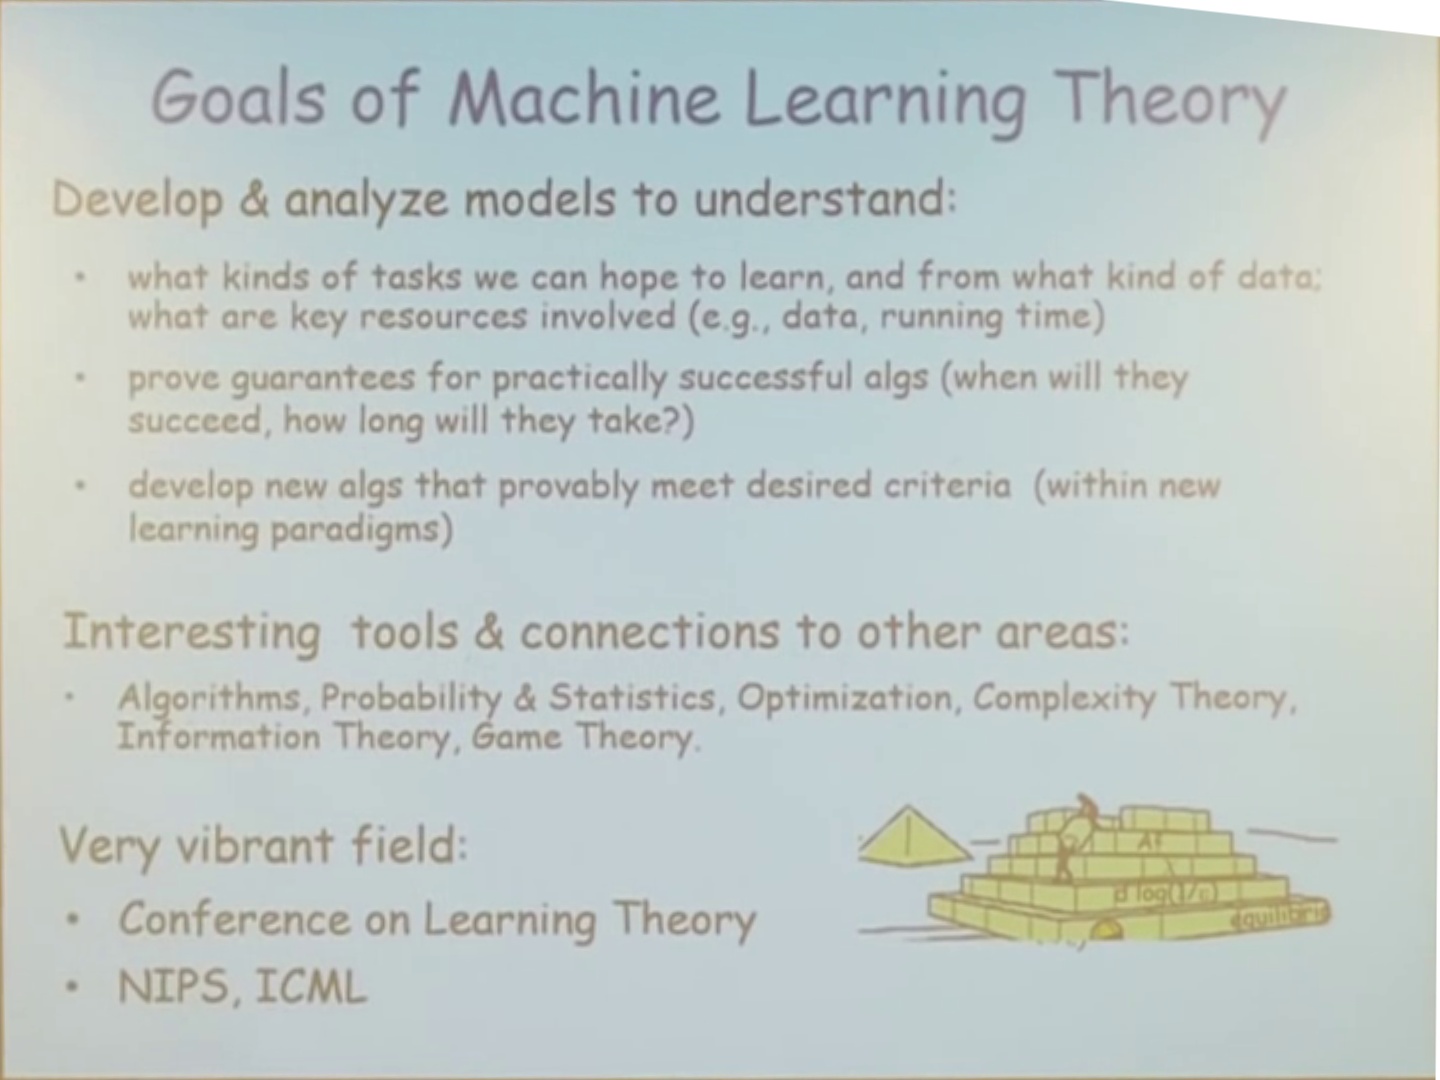 Goals of Machine Learning Theory
Develop & analyze models to understand:
• what kinds of tasks we can hope to learn, and from what kind of data;
what are key resources involved (e.g., data, running time)
• prove guarantees for practically successful algs (when will they
succeed, how long will they take?)
• develop new algs that provably meet desired criteria (within new
learning paradigms)
Interesting tools & connections to other areas:
• Algorithms, Probability & Statistics, Optimization, Complexity Theory,
Information Theory, Game Theory.
Very vibrant field:
• Conference on Learning Theory
• NIPS, ICML
equilibria